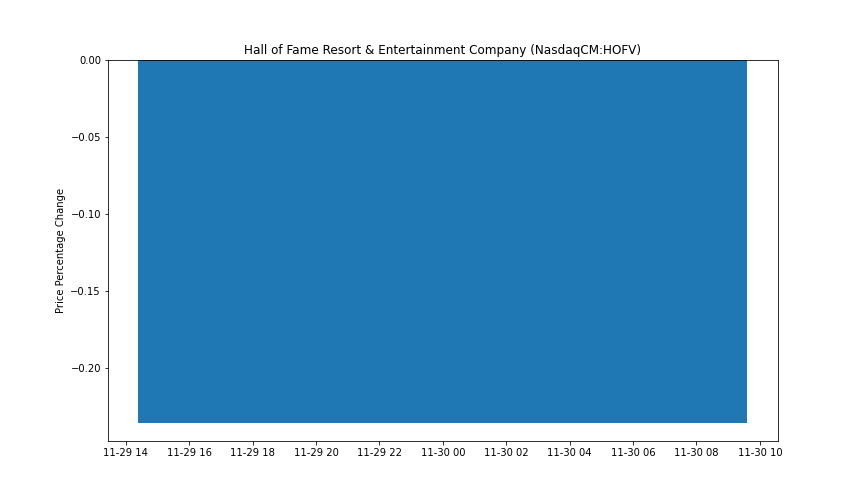 Hall of Fame Resort & Entertainment Company (NasdaqCM:HOFV)
0.00
−0.05
−0.10
−0.15
−0.20
Price Percentage Change
11-29 14 11-29 16 11-29 18 11-29 20 11-29 22 11-30 00 11-30 02 11-30 04 11-30 06 11-30 08 11-30 10